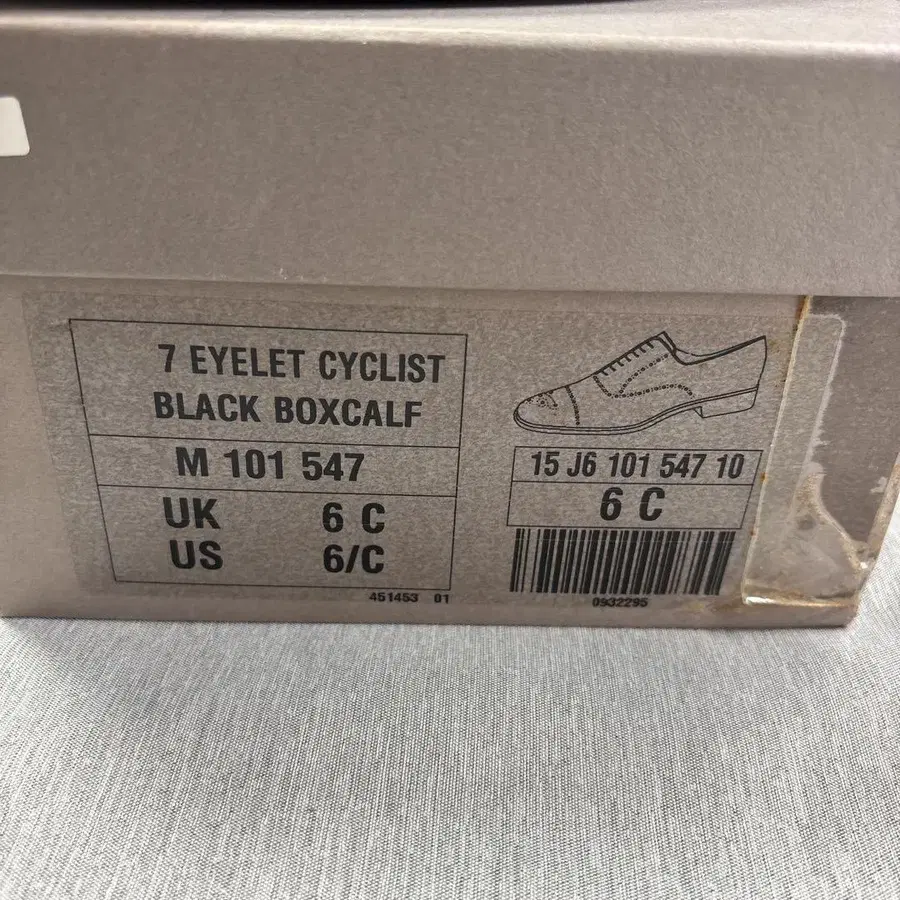 7 EYELET CYCLIST
BLACK BOXCALF
M 101 547
UK 6 C
US 6/C
451453 01
15 J6 101 547 10
6 C
0932295